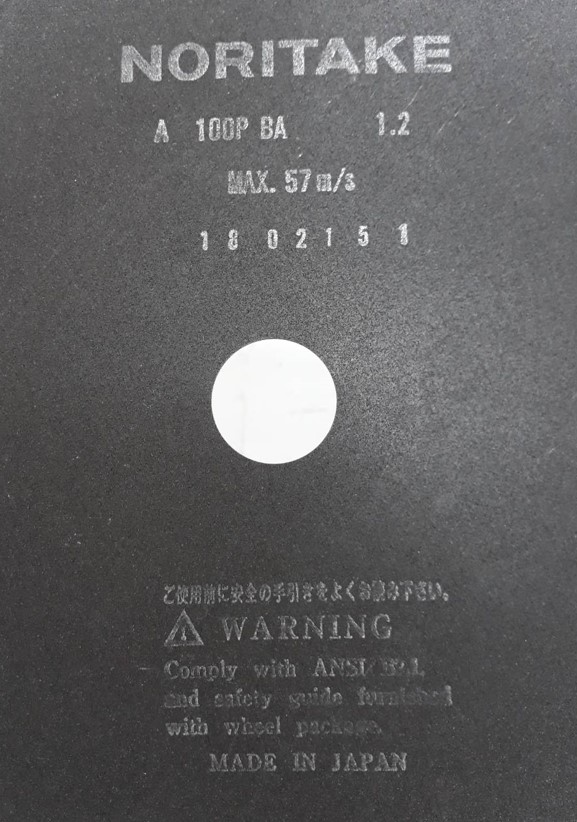 NORITAKE
A 100P BA 1.2
MAX. 57 m/s
1 8 0 2 1 5 1
ご使用前に安全の手引きをよくお読み下さい。
⚠ WARNING
Comply with ANSI B7.1
and safety guide furnished
with wheel package.
MADE IN JAPAN